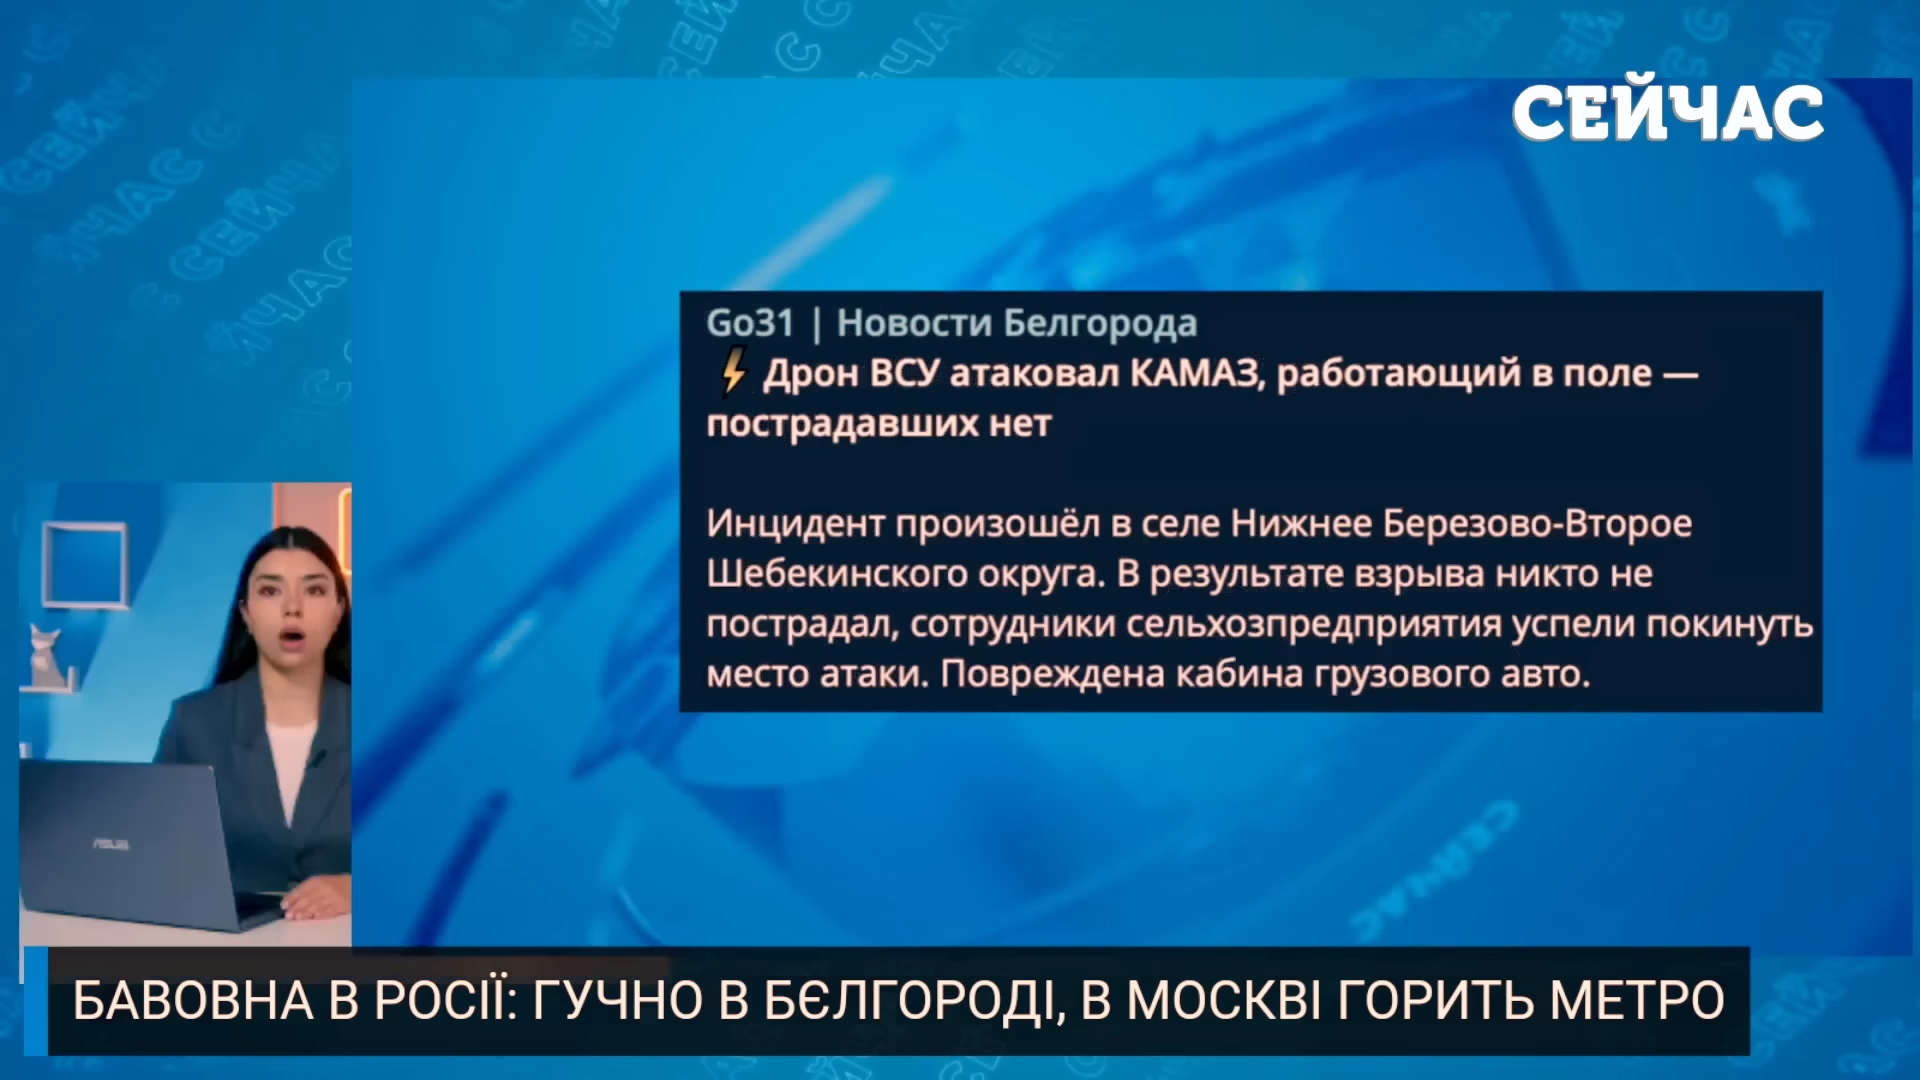 СЕЙЧАС
Go31 | Новости Белгорода
⚡ Дрон ВСУ атаковал КАМАЗ, работающий в поле —
пострадавших нет
Инцидент произошёл в селе Нижнее Березово-Второе
Шебекинского округа. В результате взрыва никто не
пострадал, сотрудники сельхозпредприятия успели покинуть
место атаки. Повреждена кабина грузового авто.
ASUS
СЕЙЧАС
БАВОВНА В РОСІЇ: ГУЧНО В БЄЛГОРОДІ, В МОСКВІ ГОРИТЬ МЕТРО